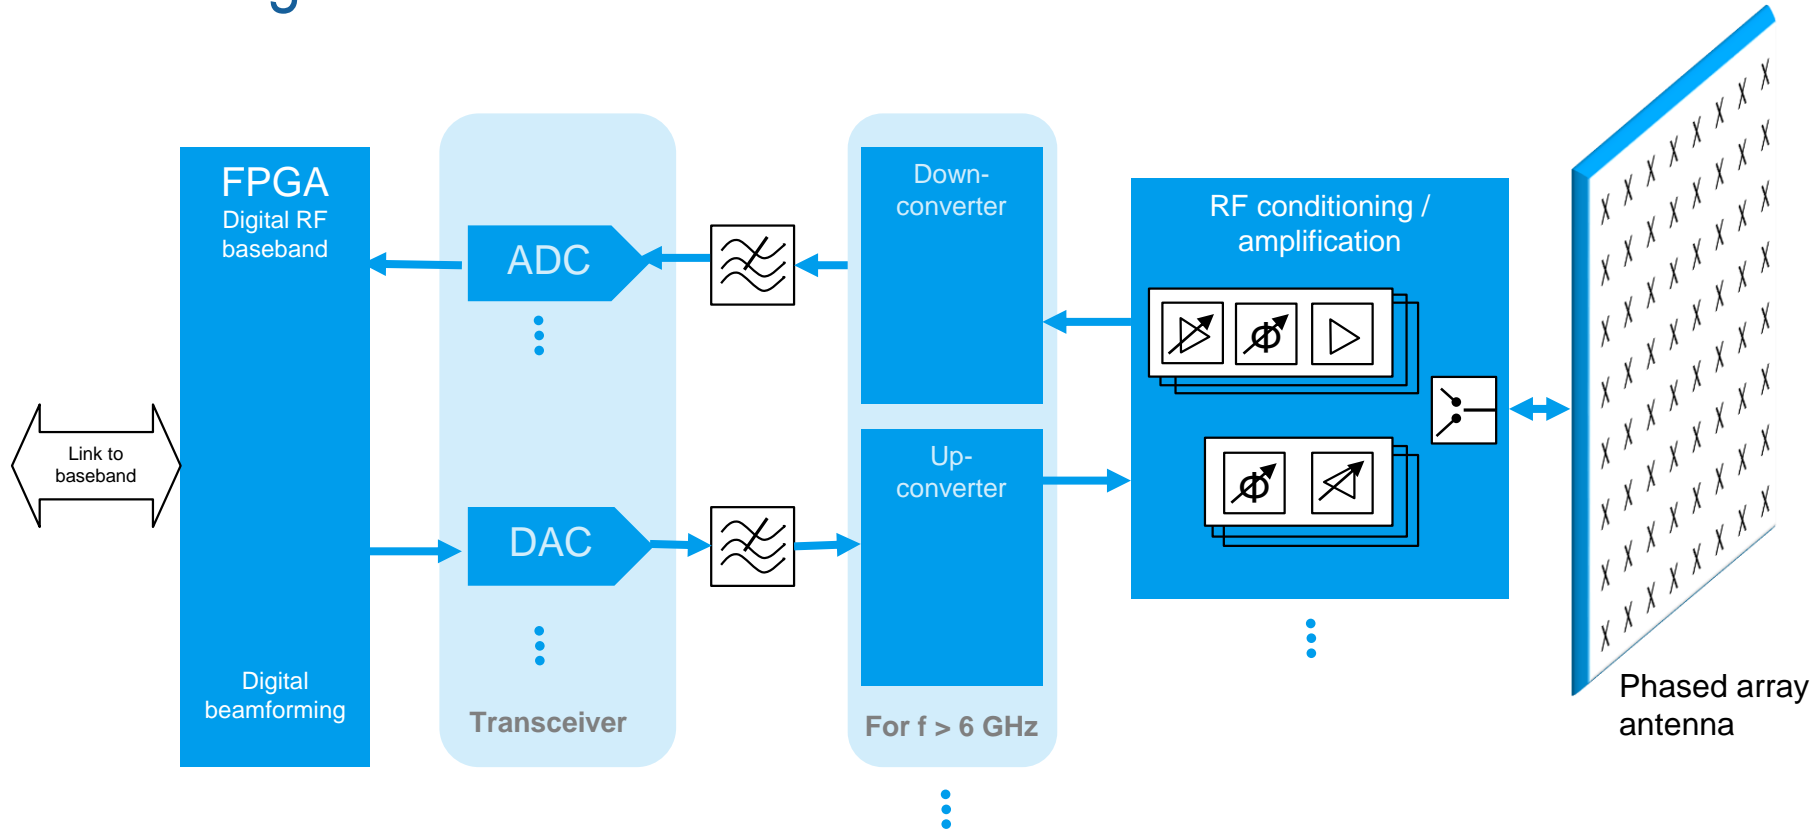 FPGA
Digital RF
baseband
ADC
Down-
converter
RF conditioning /
amplification
ϕ
Link to
baseband
DAC
Up-
converter
ϕ
Digital
beamforming
Transceiver
For f > 6 GHz
Phased array
antenna